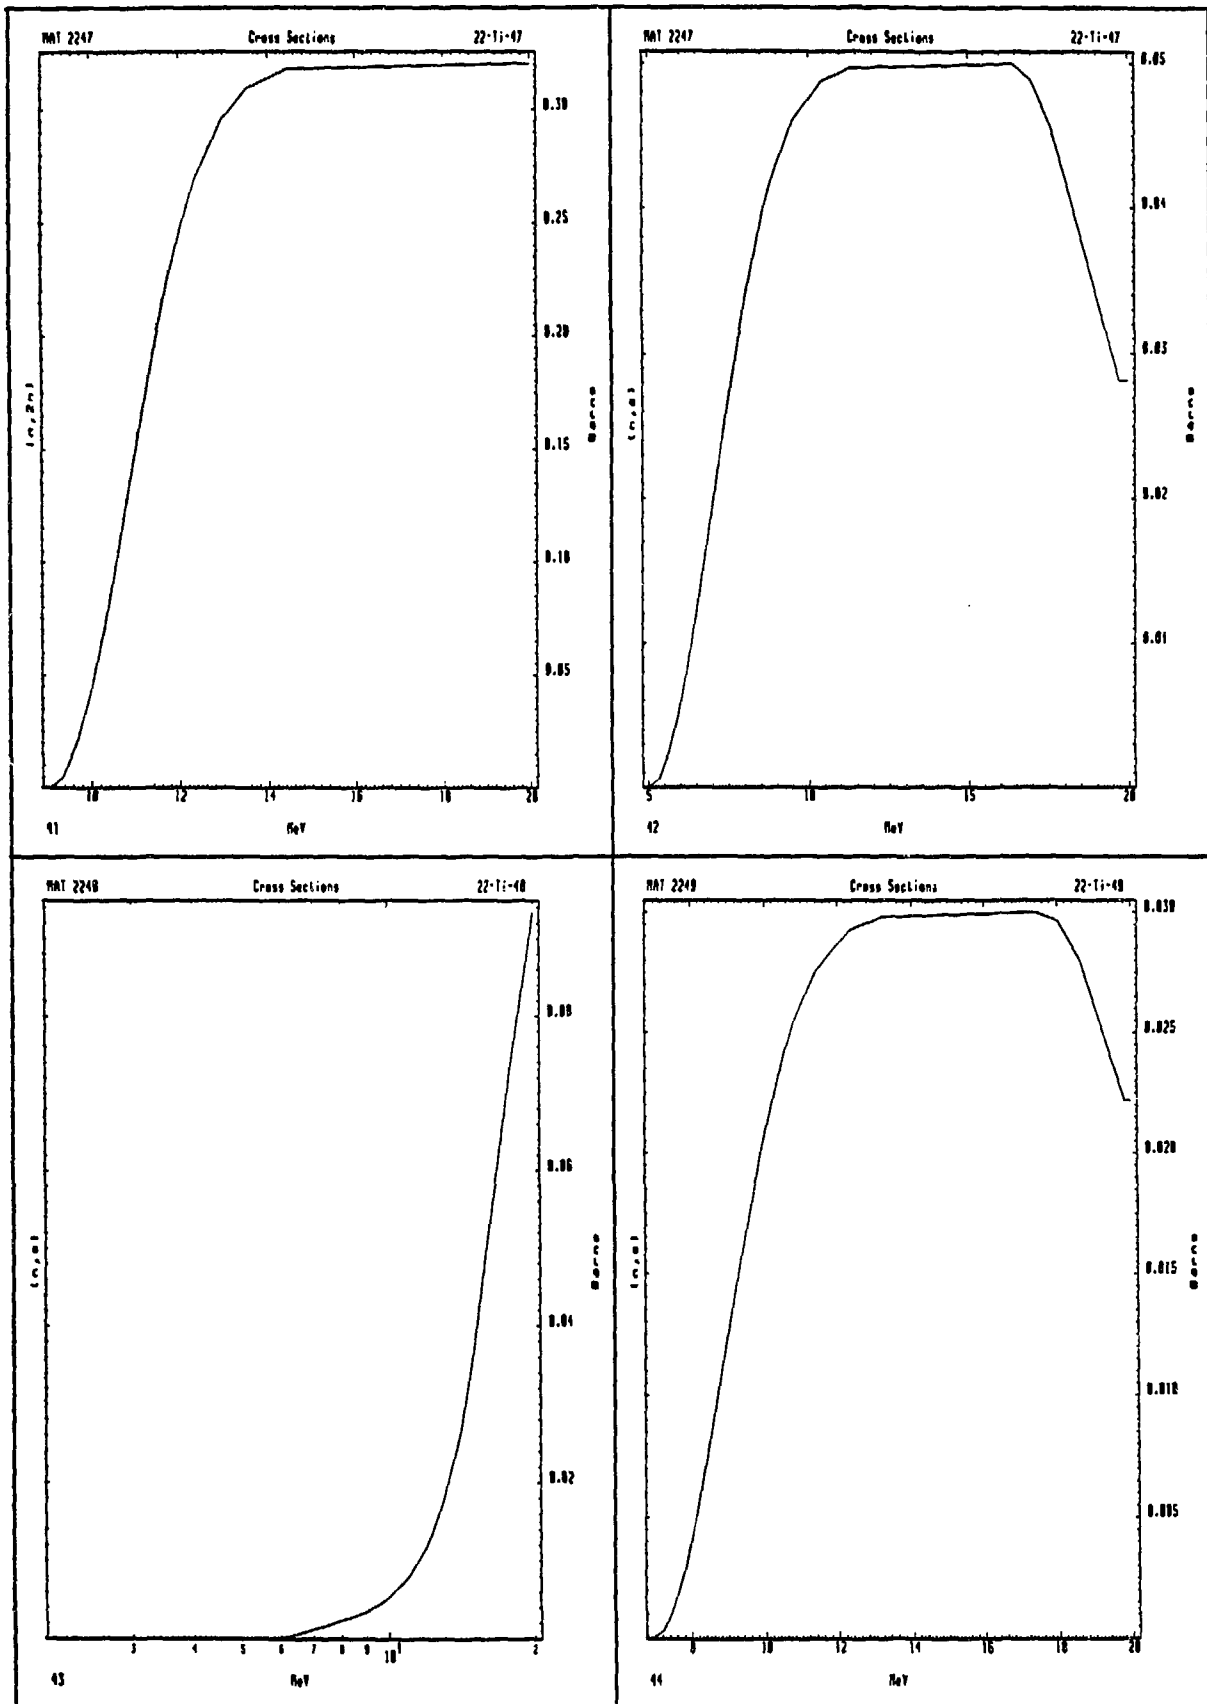 MAT 2247 Cross Sections 22-Ti-47
0.30
0.25
0.20
0.15
0.10
0.05
(n,2n)
Barns
10 12 14 16 18 20
41 MeV
MAT 2247 Cross Sections 22-Ti-47
0.05
0.04
0.03
0.02
0.01
Barns
5 10 15 20
42 MeV
MAT 2248 Cross Sections 22-Ti-48
0.08
0.06
0.04
0.02
Barns
3 4 5 6 7 8 9 10¹ 2
43 MeV
MAT 2249 Cross Sections 22-Ti-49
0.030
0.025
0.020
0.015
0.010
0.005
Barns
8 10 12 14 16 18 20
44 MeV